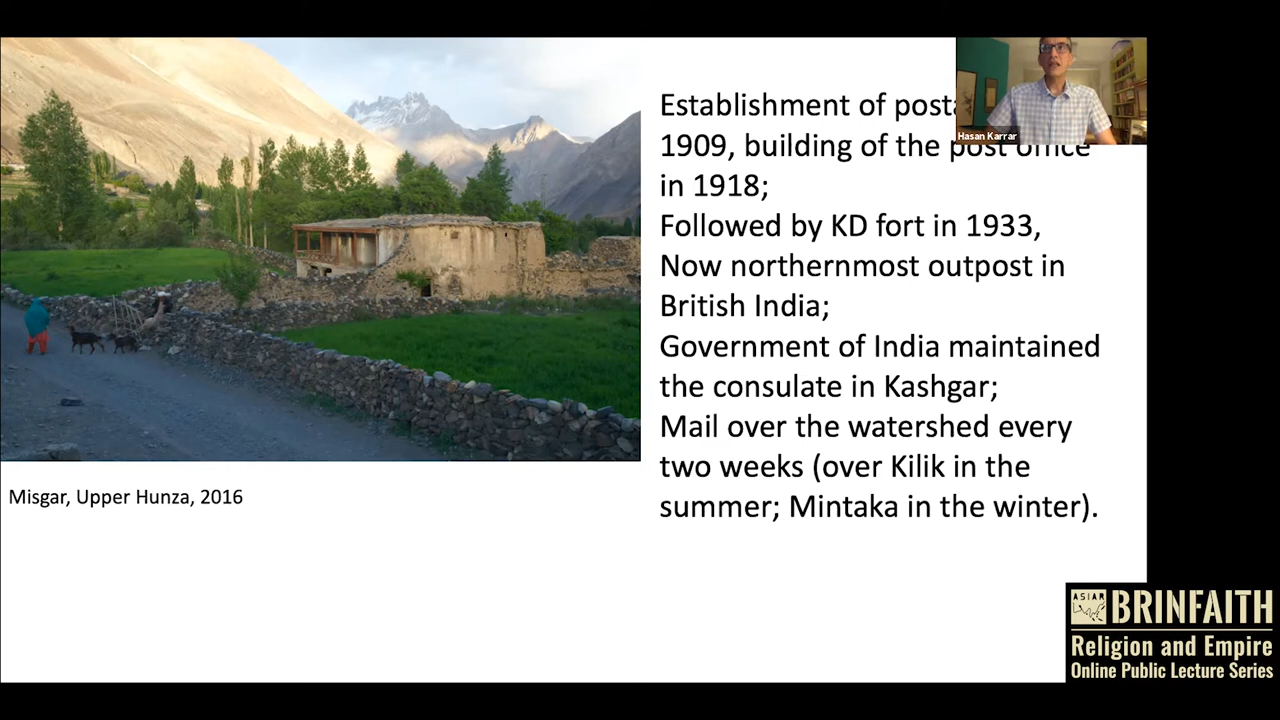 Establishment of
1909, building of the post office
in 1918;
Followed by KD fort in 1933,
Now northernmost outpost in
British India;
Government of India maintained
the consulate in Kashgar;
Mail over the watershed every
two weeks (over Kilik in the
summer; Mintaka in the winter).
Hasan Karrar
Misgar, Upper Hunza, 2016
ASIAR
BRINFAITH
Religion and Empire
Online Public Lecture Series